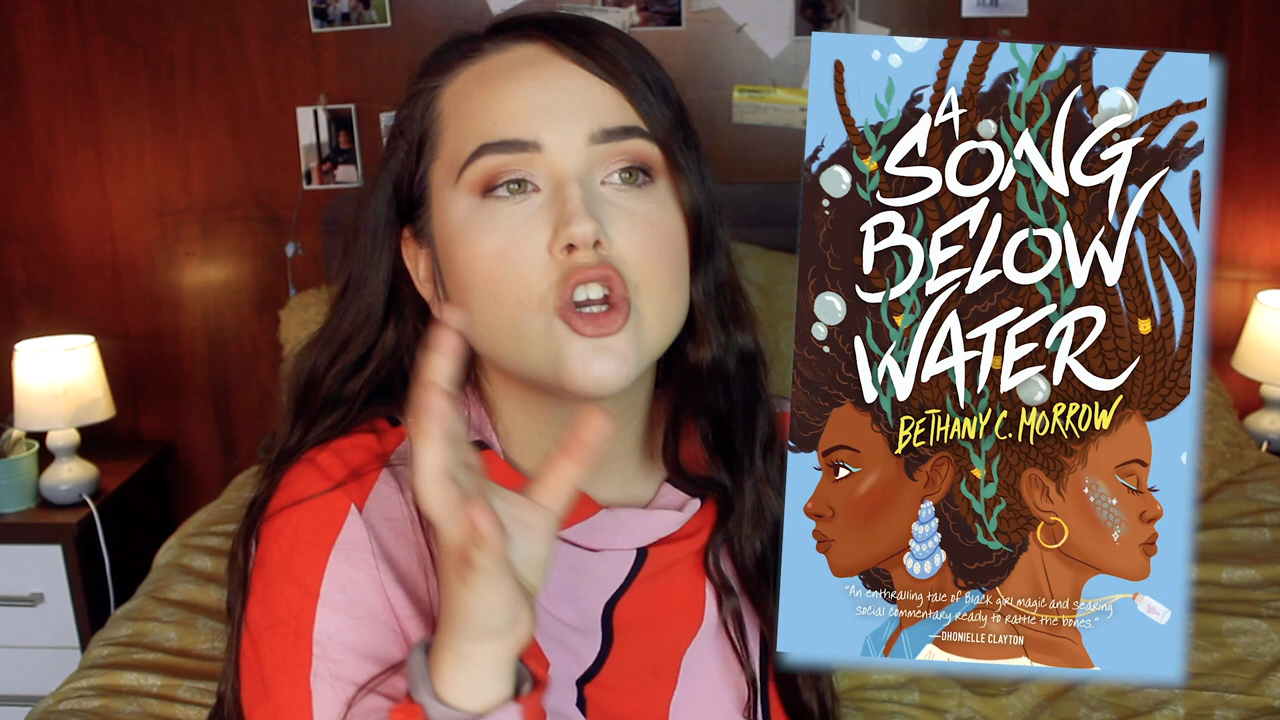 A
SONG
BELOW
WATER
BETHANY C. MORROW
"An enthralling tale of Black girl magic and searing
social commentary ready to rattle the bones."
—DHONIELLE CLAYTON